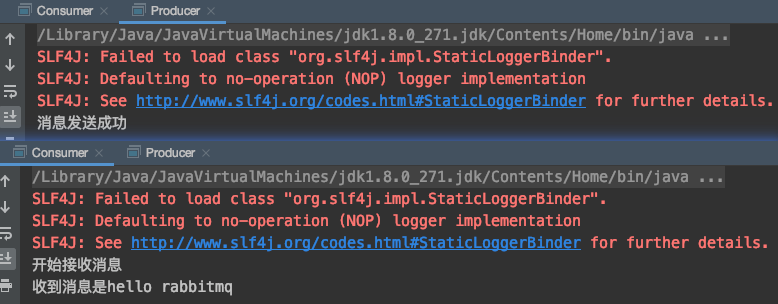 Consumer × Producer ×
/Library/Java/JavaVirtualMachines/jdk1.8.0_271.jdk/Contents/Home/bin/java ...
SLF4J: Failed to load class "org.slf4j.impl.StaticLoggerBinder".
SLF4J: Defaulting to no-operation (NOP) logger implementation
SLF4J: See http://www.slf4j.org/codes.html#StaticLoggerBinder for further details.
消息发送成功
Consumer × Producer ×
/Library/Java/JavaVirtualMachines/jdk1.8.0_271.jdk/Contents/Home/bin/java ...
SLF4J: Failed to load class "org.slf4j.impl.StaticLoggerBinder".
SLF4J: Defaulting to no-operation (NOP) logger implementation
SLF4J: See http://www.slf4j.org/codes.html#StaticLoggerBinder for further details.
开始接收消息
收到消息是hello rabbitmq